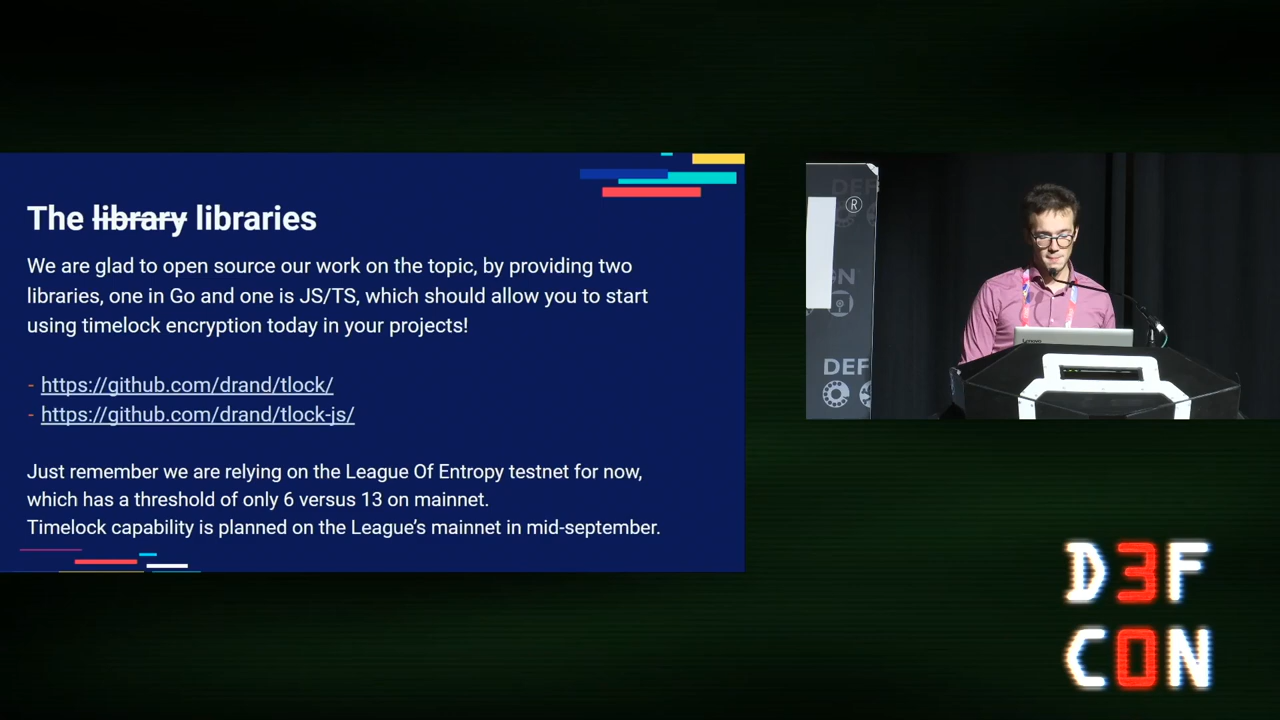 The library libraries
We are glad to open source our work on the topic, by providing two
libraries, one in Go and one is JS/TS, which should allow you to start
using timelock encryption today in your projects!
- https://github.com/drand/tlock/
- https://github.com/drand/tlock-js/
Just remember we are relying on the League Of Entropy testnet for now,
which has a threshold of only 6 versus 13 on mainnet.
Timelock capability is planned on the League's mainnet in mid-september.
DEF
®
DEF
Lenovo
D3F
C0N